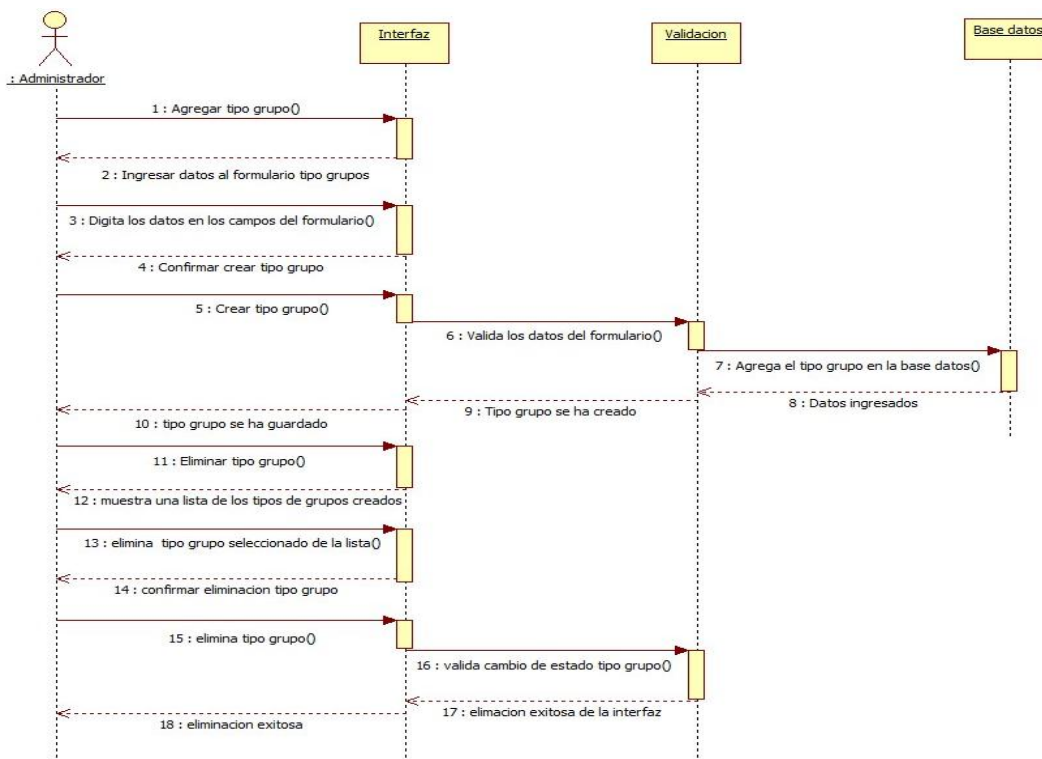 Interfaz
Validacion
Base datos
: Administrador
1 : Agregar tipo grupo()
2 : Ingresar datos al formulario tipo grupos
3 : Digita los datos en los campos del formulario()
4 : Confirmar crear tipo grupo
5 : Crear tipo grupo()
6 : Valida los datos del formulario()
7 : Agrega el tipo grupo en la base datos()
8 : Datos ingresados
9 : Tipo grupo se ha creado
10 : tipo grupo se ha guardado
11 : Eliminar tipo grupo()
12 : muestra una lista de los tipos de grupos creados
13 : elimina tipo grupo seleccionado de la lista()
14 : confirmar eliminacion tipo grupo
15 : elimina tipo grupo()
16 : valida cambio de estado tipo grupo()
17 : elimacion exitosa de la interfaz
18 : eliminacion exitosa